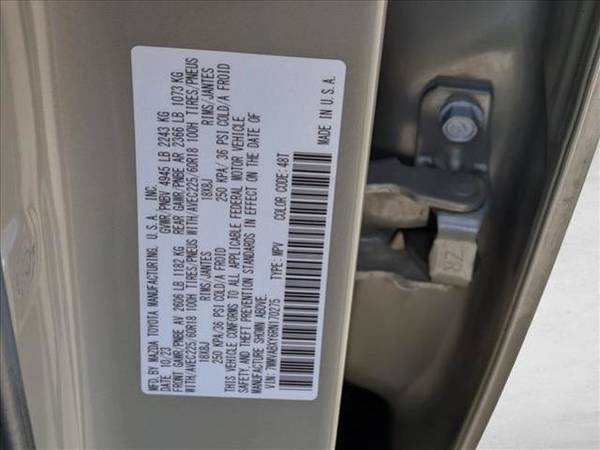 MFD. BY MAZDA TOYOTA MANUFACTURING, U.S.A., INC.
DATE 10/23 GVWR/PNBV 4945 LB 2243 KG
FRONT GAWR/PNBE AV 2606 LB 1182 KG REAR GAWR/PNBE AR 2366 LB 1073 KG
WITH/AVEC225/60R18 100H TIRES/PNEUS WITH/AVEC225/60R18 100H TIRES/PNEUS
18X8J RIMS/JANTES 18X8J RIMS/JANTES
250 KPA/36 PSI COLD/A FROID 250 KPA/36 PSI COLD/A FROID
THIS VEHICLE CONFORMS TO ALL APPLICABLE FEDERAL MOTOR VEHICLE
SAFETY AND THEFT PREVENTION STANDARDS IN EFFECT ON THE DATE OF
MANUFACTURE SHOWN ABOVE.
VIN: 7MMVABXY6RN170275 TYPE: MPV COLOR CODE: 48T
MADE IN U.S.A.
ZR